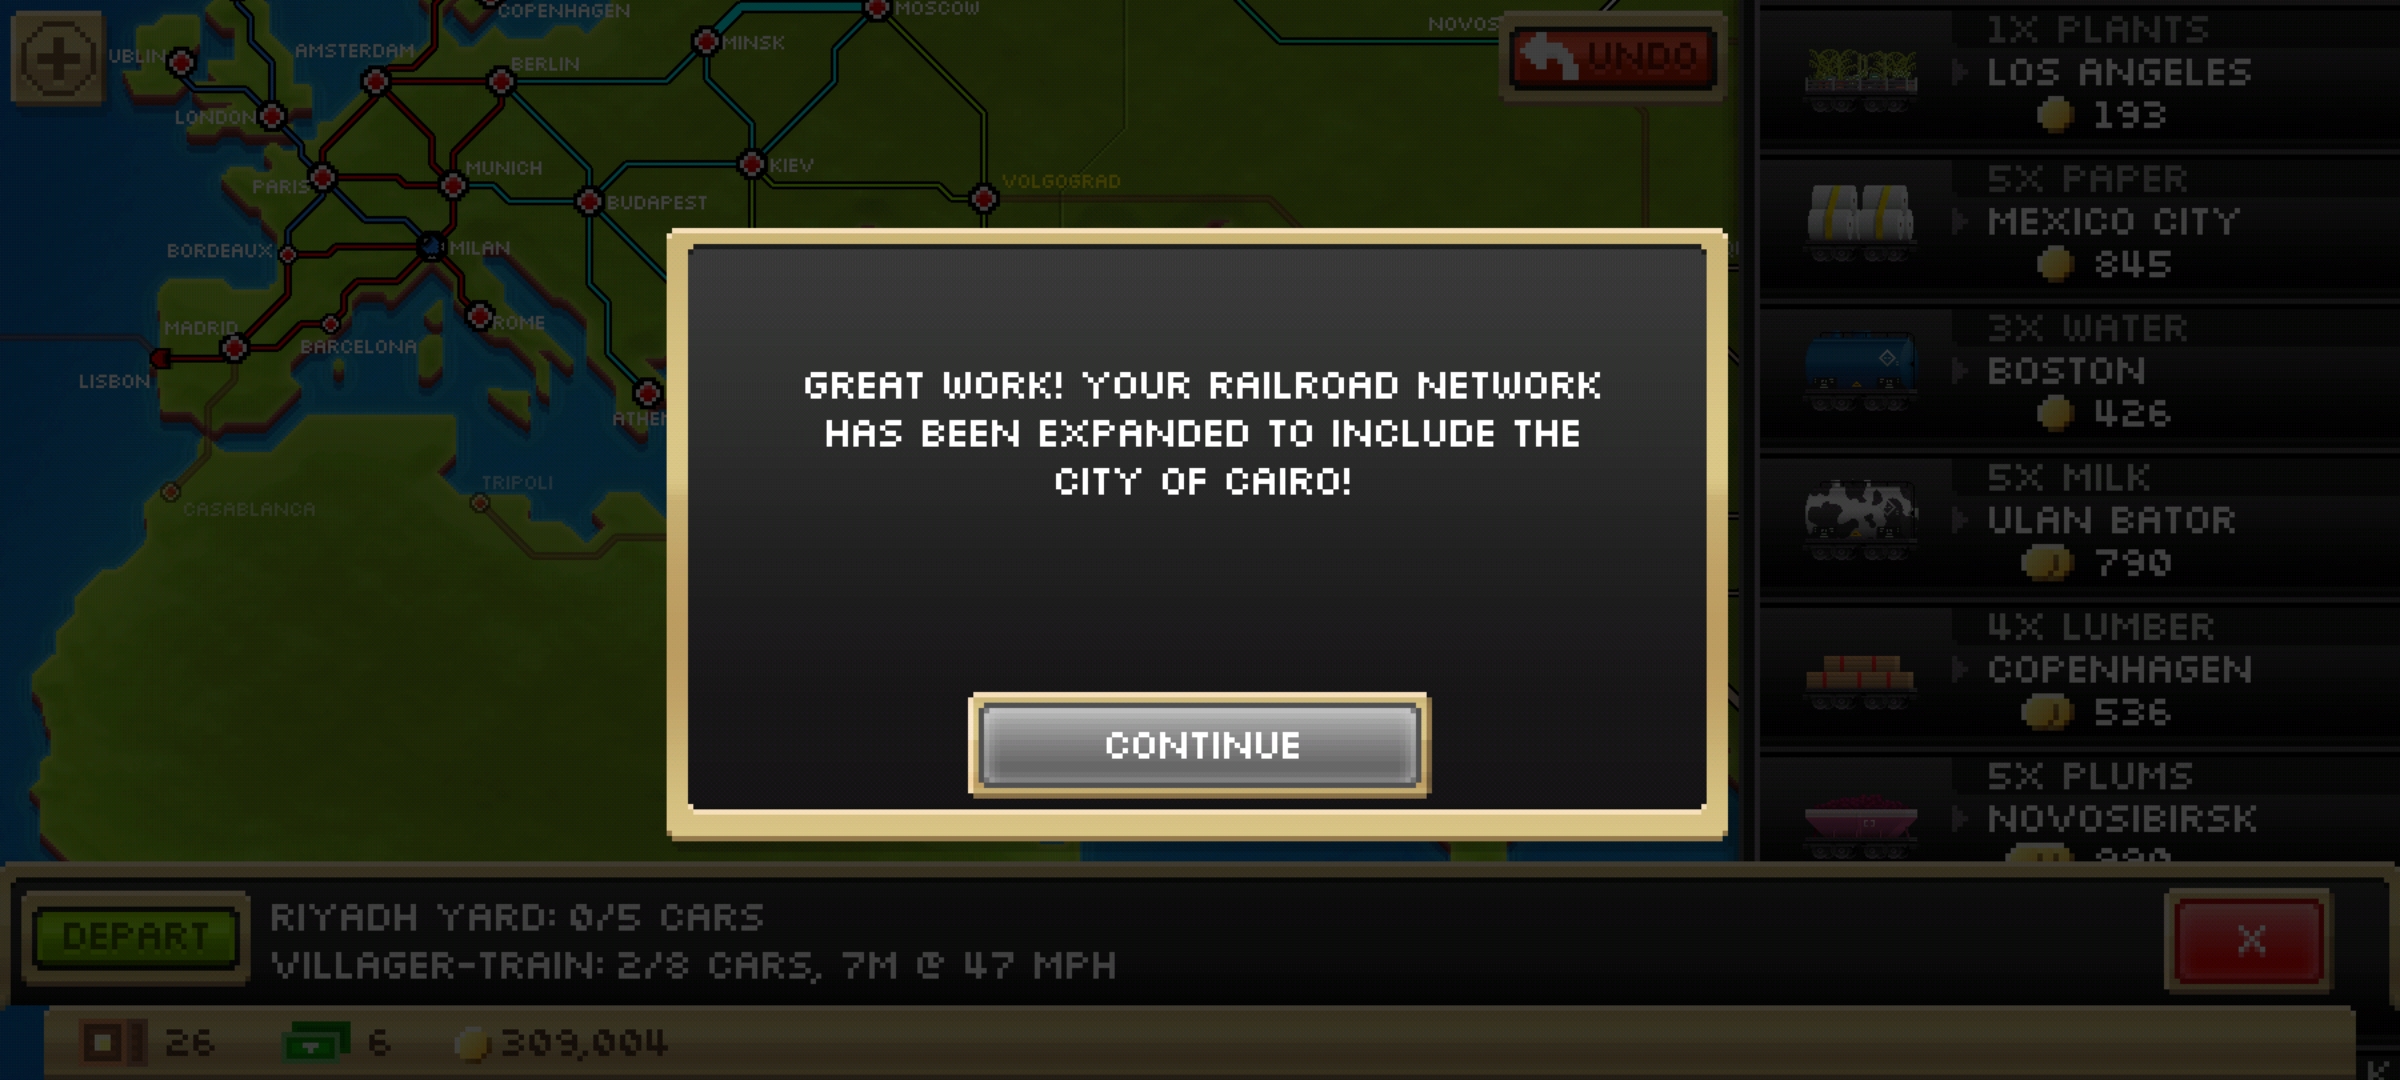 COPENHAGEN
MOSCOW
NOVOS
UBLIN
AMSTERDAM
MINSK
BERLIN
UNDO
LONDON
PARIS
MUNICH
KIEV
VOLGOGRAD
BUDAPEST
BORDEAUX
MILAN
MADRID
ROME
BARCELONA
LISBON
ATHEN
CASABLANCA
TRIPOLI
GREAT WORK! YOUR RAILROAD NETWORK
HAS BEEN EXPANDED TO INCLUDE THE
CITY OF CAIRO!
CONTINUE
1X PLANTS
LOS ANGELES
193
5X PAPER
MEXICO CITY
845
3X WATER
BOSTON
426
5X MILK
ULAN BATOR
790
4X LUMBER
COPENHAGEN
536
5X PLUMS
NOVOSIBIRSK
DEPART
RIYADH YARD: 0/5 CARS
VILLAGER-TRAIN: 2/8 CARS, 7M @ 47 MPH
X
26
6
309,004